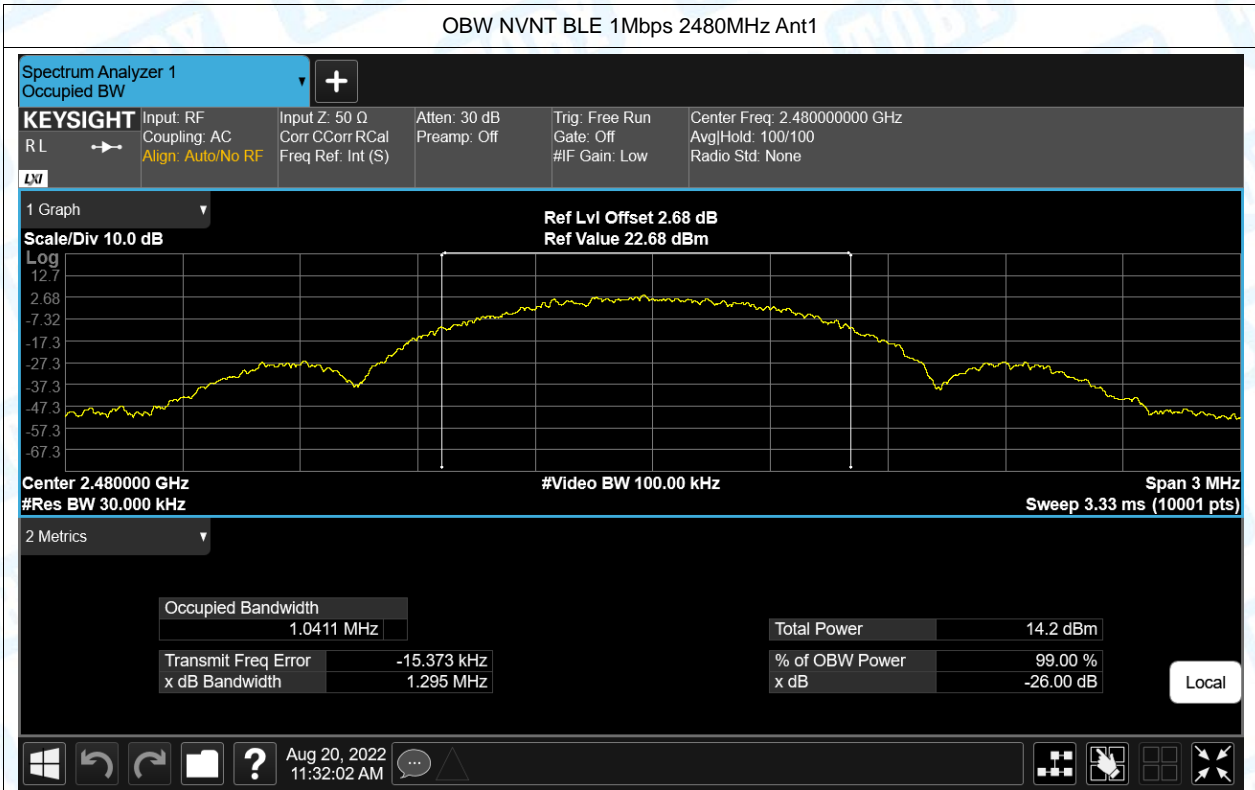 OBW NVNT BLE 1Mbps 2480MHz Ant1
Spectrum Analyzer 1
Occupied BW
KEYSIGHT
R L
LXI
Input: RF
Coupling: AC
Align: Auto/No RF
Input Z: 50 Ω
Corr CCorr RCal
Freq Ref: Int (S)
Atten: 30 dB
Preamp: Off
Trig: Free Run
Gate: Off
#IF Gain: Low
Center Freq: 2.480000000 GHz
Avg|Hold: 100/100
Radio Std: None
1 Graph
Scale/Div 10.0 dB
Ref Lvl Offset 2.68 dB
Ref Value 22.68 dBm
Log
12.7
2.68
-7.32
-17.3
-27.3
-37.3
-47.3
-57.3
-67.3
Center 2.480000 GHz
#Res BW 30.000 kHz
#Video BW 100.00 kHz
Span 3 MHz
Sweep 3.33 ms (10001 pts)
2 Metrics
Occupied Bandwidth
1.0411 MHz
Transmit Freq Error -15.373 kHz
x dB Bandwidth 1.295 MHz
Total Power 14.2 dBm
% of OBW Power 99.00 %
x dB -26.00 dB
Local
Aug 20, 2022
11:32:02 AM